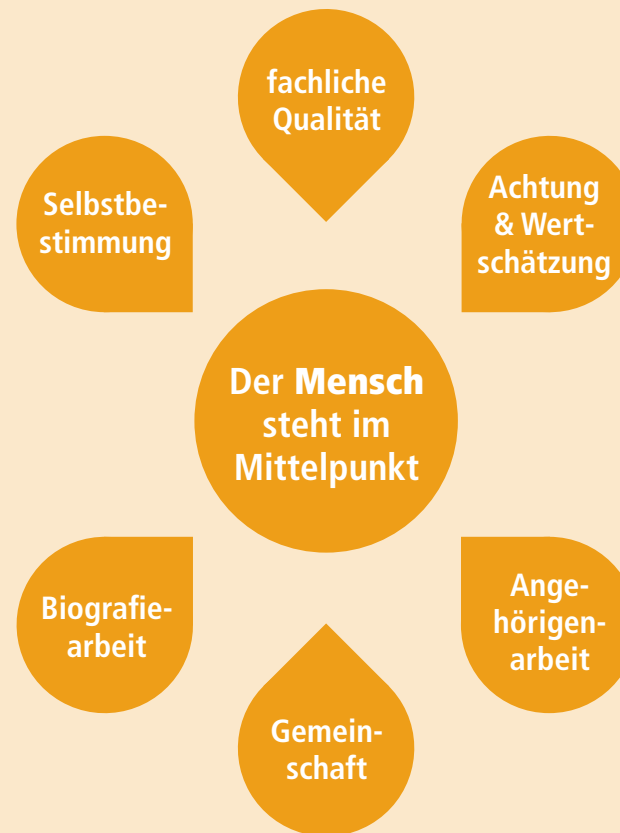 fachliche
Qualität
Selbstbe-
stimmung
Achtung
& Wert-
schätzung
Der Mensch
steht im
Mittelpunkt
Biografie-
arbeit
Ange-
hörigen-
arbeit
Gemein-
schaft